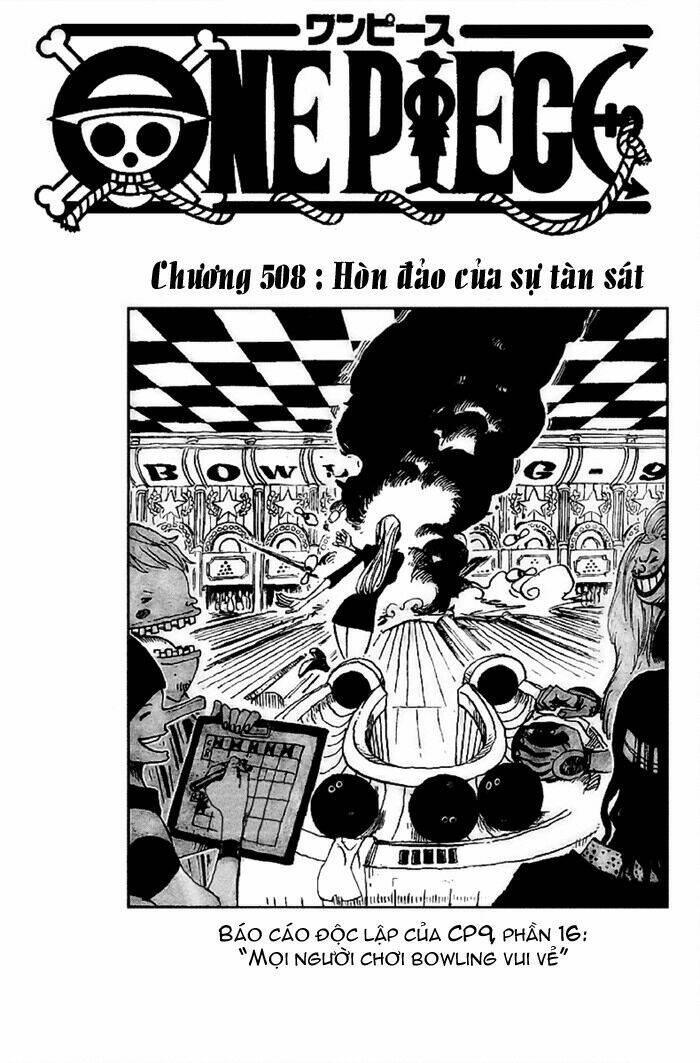 ワンピース
ONE PIECE
Chương 508 : Hòn đảo của sự tàn sát
BOWL G-9
Báo cáo độc lập của CP9, phần 16:
"Mọi người chơi bowling vui vẻ"